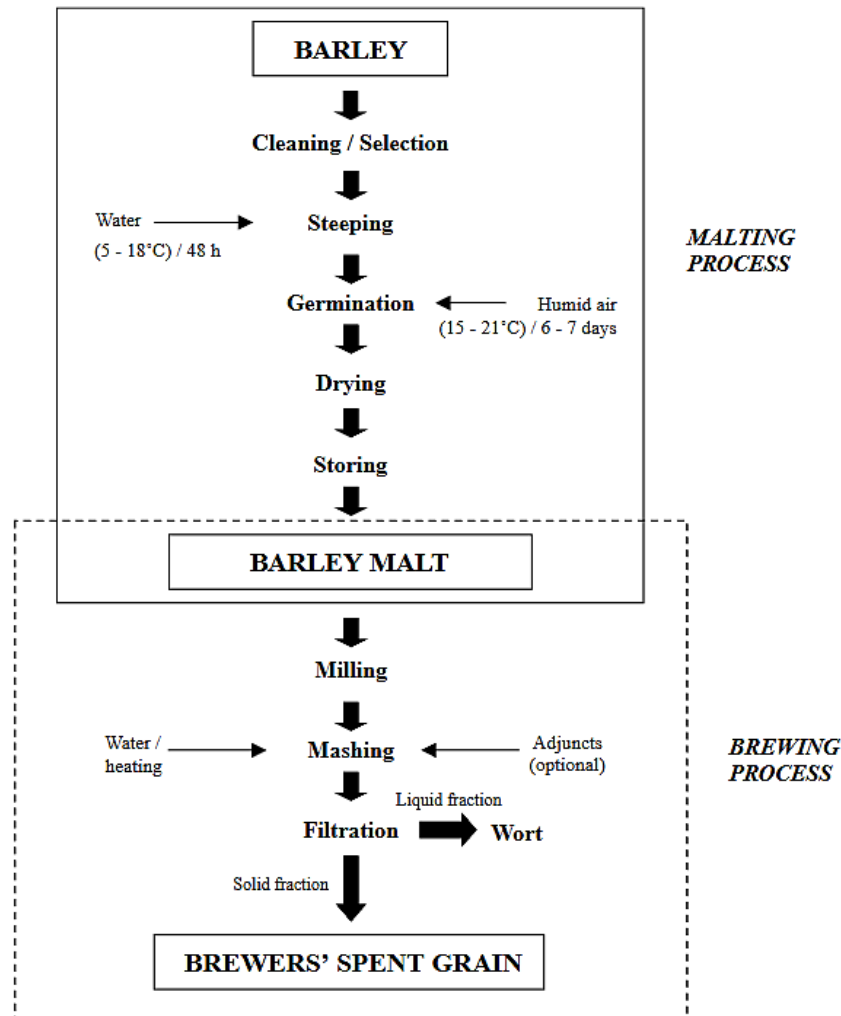 BARLEY
Cleaning / Selection
Water
(5 - 18˚C) / 48 h
Steeping
MALTING
PROCESS
Germination
Humid air
(15 - 21˚C) / 6 - 7 days
Drying
Storing
BARLEY MALT
Milling
Water /
heating
Mashing
Adjuncts
(optional)
BREWING
PROCESS
Liquid fraction
Filtration
Wort
Solid fraction
BREWERS’ SPENT GRAIN